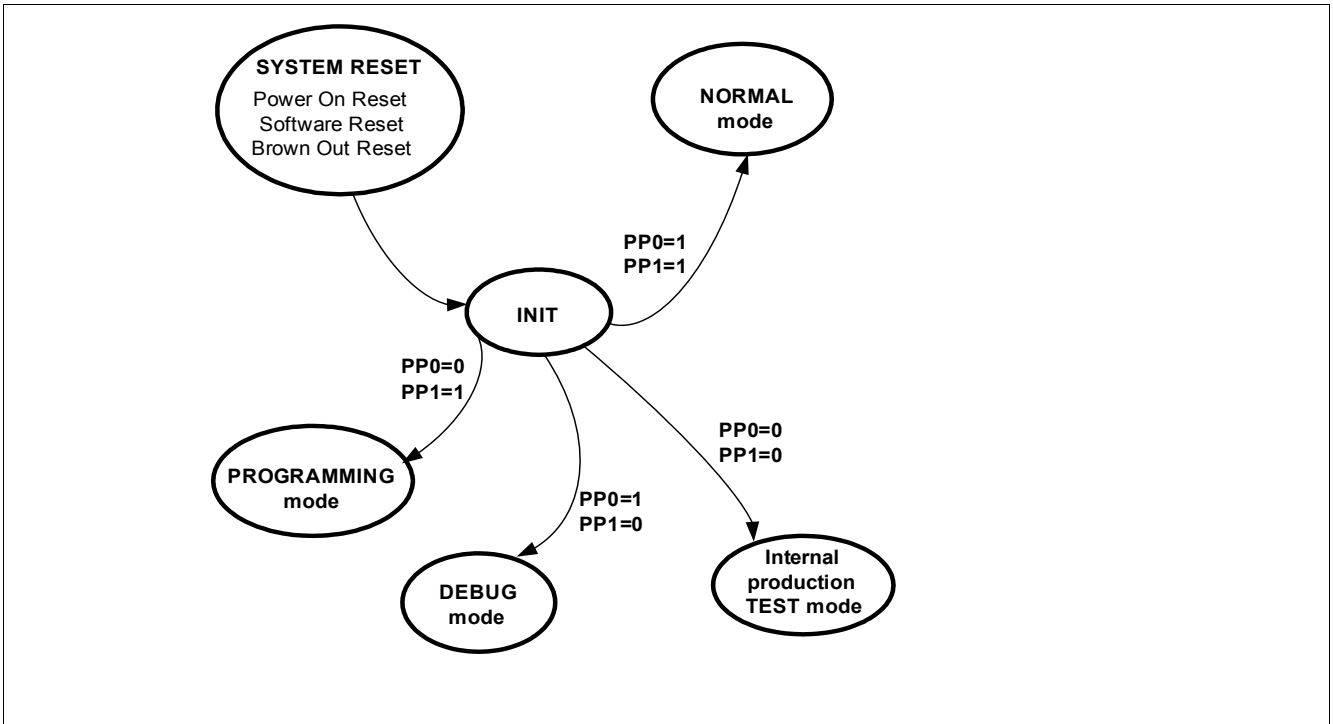 SYSTEM RESET
Power On Reset
Software Reset
Brown Out Reset
NORMAL
mode
PP0=1
PP1=1
INIT
PP0=0
PP1=1
PROGRAMMING
mode
PP0=1
PP1=0
DEBUG
mode
PP0=0
PP1=0
Internal
production
TEST mode